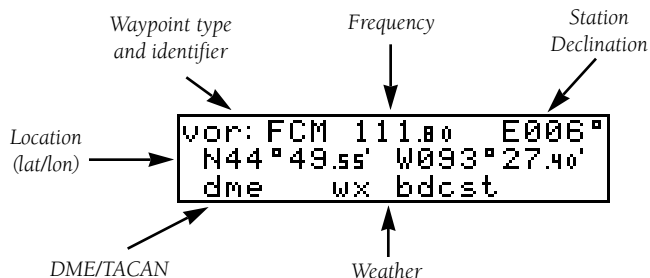 Waypoint type
and identifier
Frequency
Station
Declination
Location
(lat/lon)
vor: FCM 111.80 E006°
N44°49.55' W093°27.40'
dme wx bdcst
DME/TACAN
Weather